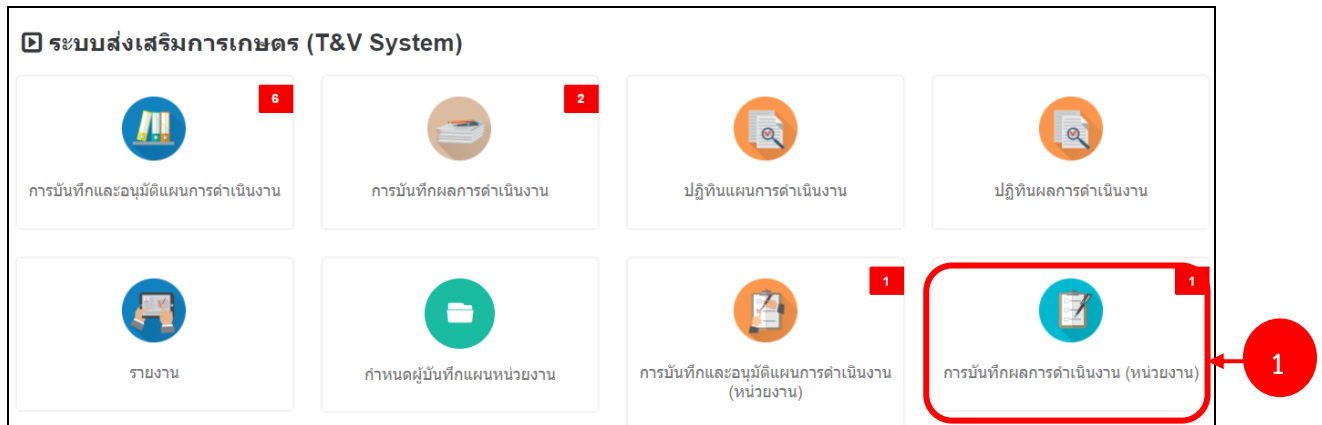 ระบบส่งเสริมการเกษตร (T&V System)
6
2
การบันทึกและอนุมัติแผนการดำเนินงาน
การบันทึกผลการดำเนินงาน
ปฏิทินแผนการดำเนินงาน
ปฏิทินผลการดำเนินงาน
1
1
รายงาน
กำหนดผู้บันทึกแผนหน่วยงาน
การบันทึกและอนุมัติแผนการดำเนินงาน
(หน่วยงาน)
การบันทึกผลการดำเนินงาน (หน่วยงาน)
1